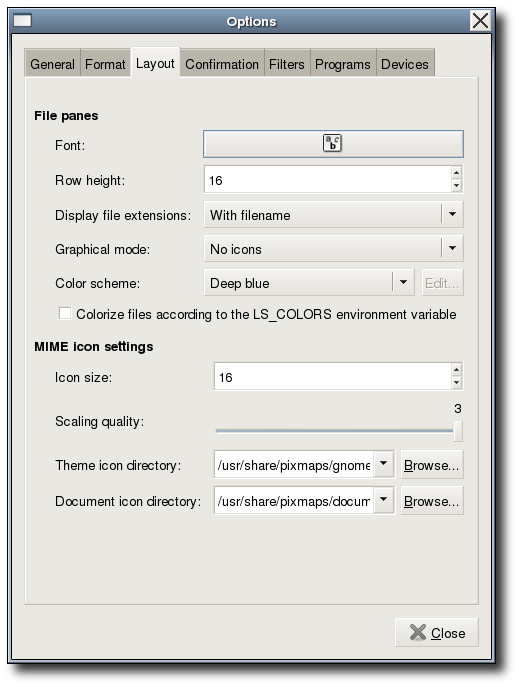 Options
General Format Layout Confirmation Filters Programs Devices
File panes
Font: a b c
Row height: 16
Display file extensions: With filename
Graphical mode: No icons
Color scheme: Deep blue Edit...
Colorize files according to the LS_COLORS environment variable
MIME icon settings
Icon size: 16
3
Scaling quality:
Theme icon directory: /usr/share/pixmaps/gnome Browse...
Document icon directory: /usr/share/pixmaps/docum Browse...
Close